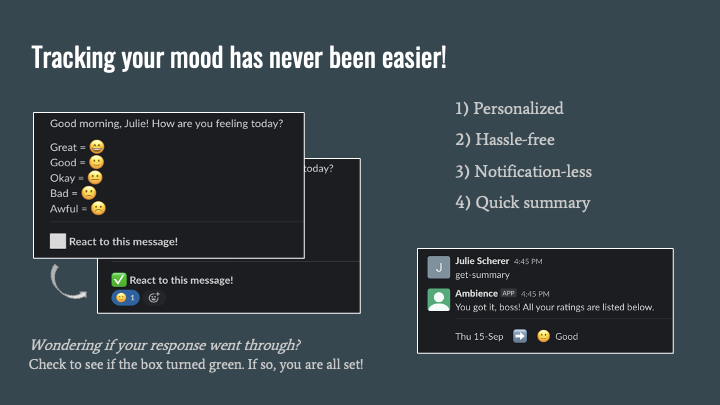 Tracking your mood has never been easier!
Good morning, Julie! How are you feeling today?
Great = 😄
Good = 🙂
Okay = 😐
Bad = 🙁
Awful = ☹️
React to this message!
today?
✅ React to this message!
🙂 1
Wondering if your response went through?
Check to see if the box turned green. If so, you are all set!
1) Personalized
2) Hassle-free
3) Notification-less
4) Quick summary
J
Julie Scherer 4:45 PM
get-summary
Ambience APP 4:45 PM
You got it, boss! All your ratings are listed below.
Thu 15-Sep ➡️ 🙂 Good